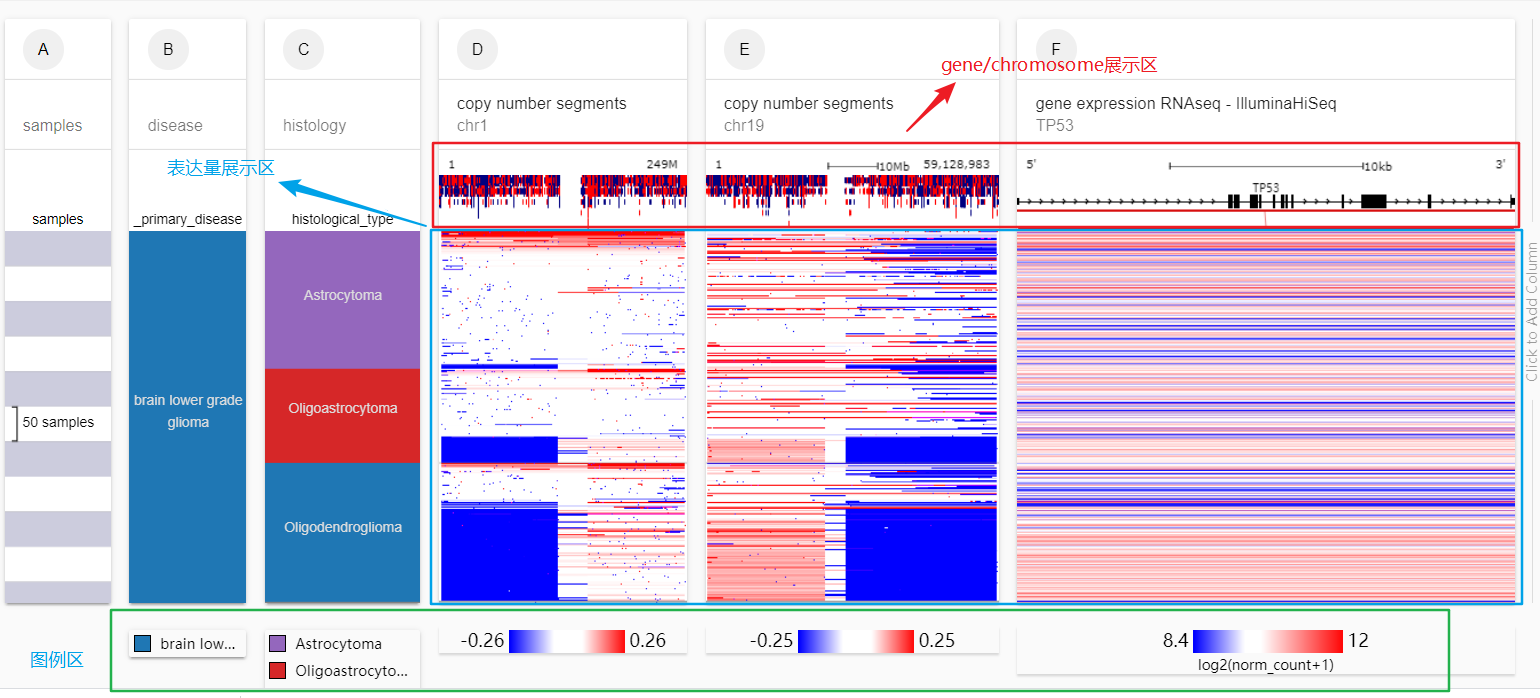 A
B
C
D
E
F
gene/chromosome展示区
samples
disease
histology
copy number segments
chr1
copy number segments
chr19
gene expression RNAseq - IlluminaHiSeq
TP53
表达量展示区
1
249M
1
10Mb
59,128,983
5'
10kb
3'
TP53
samples
_primary_disease
histological_type
Astrocytoma
Oligoastrocytoma
Oligodendroglioma
brain lower grade
glioma
50 samples
Click to Add Column
图例区
brain low...
Astrocytoma
Oligoastrocyto...
-0.26
0.26
-0.25
0.25
8.4
12
log2(norm_count+1)